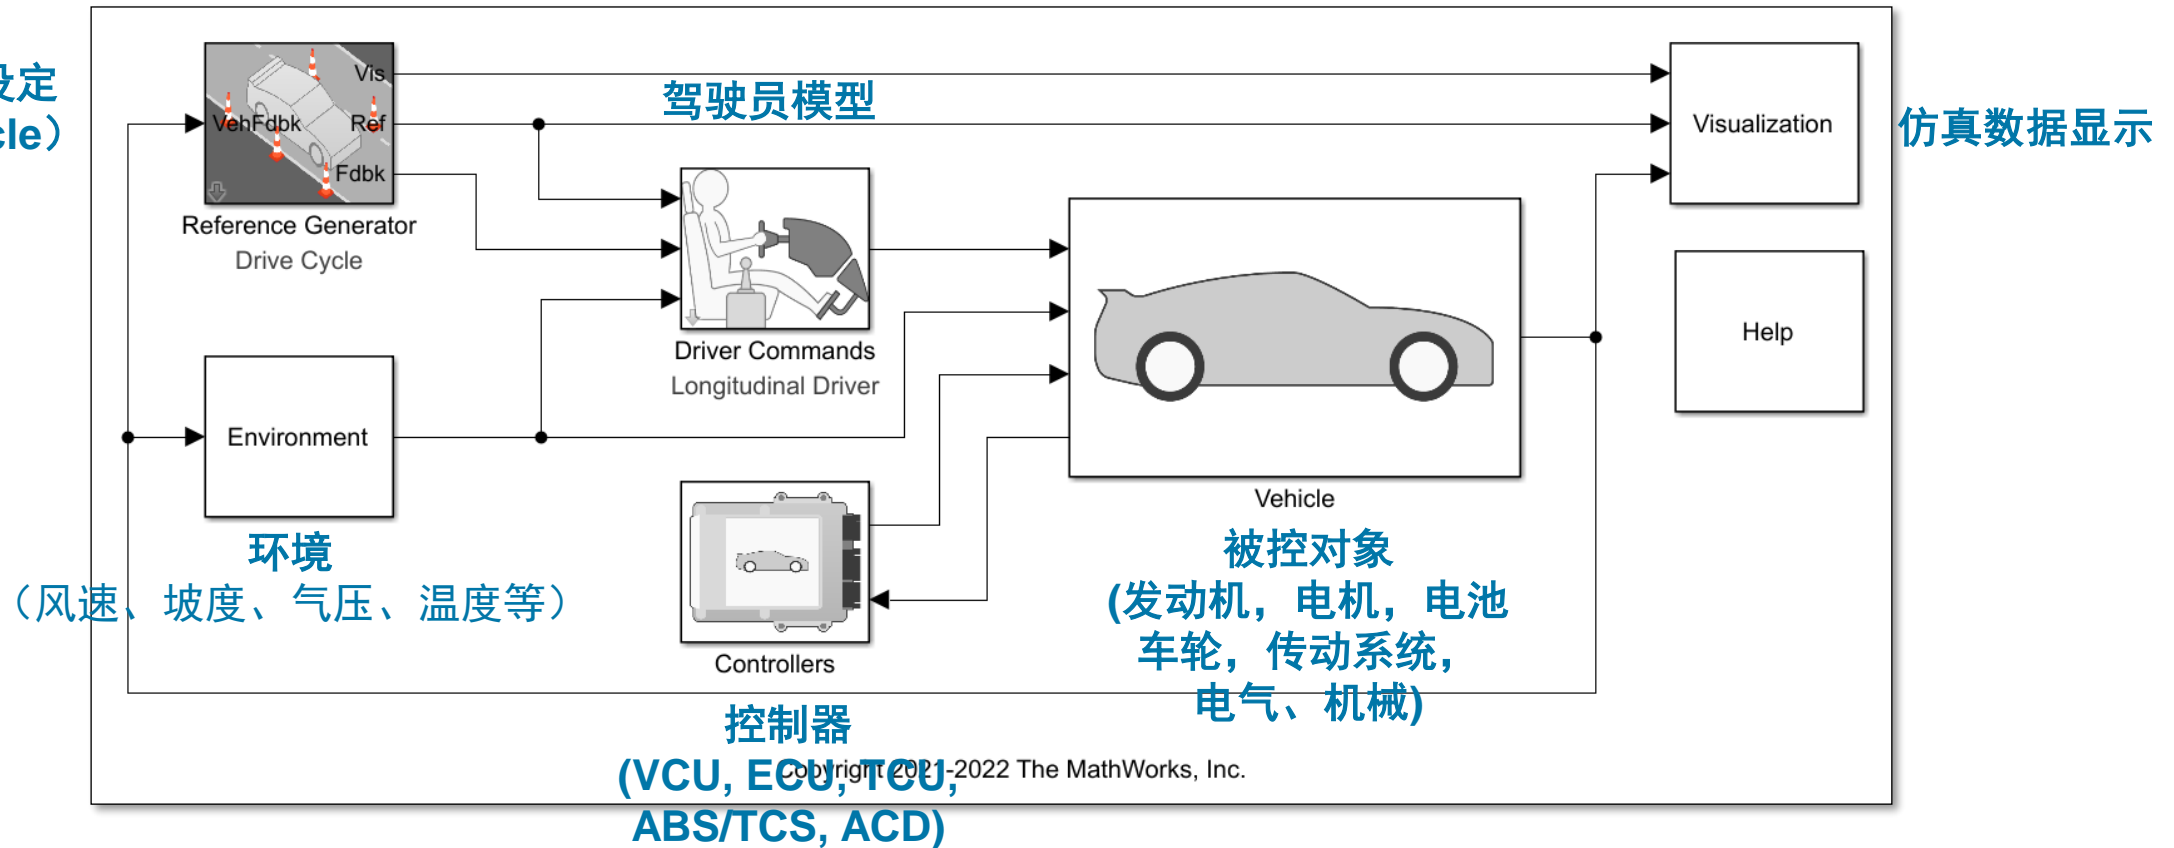 设定
cle）
Vis
VehFdbk
Ref
Fdbk
Reference Generator
Drive Cycle
驾驶员模型
Driver Commands
Longitudinal Driver
Visualization
仿真数据显示
Help
Environment
环境
（风速、坡度、气压、温度等）
Vehicle
被控对象
(发动机，电机，电池
车轮，传动系统，
电气、机械)
Controllers
控制器
(VCU, ECU, TCU,
ABS/TCS, ACD)
Copyright 2021-2022 The MathWorks, Inc.